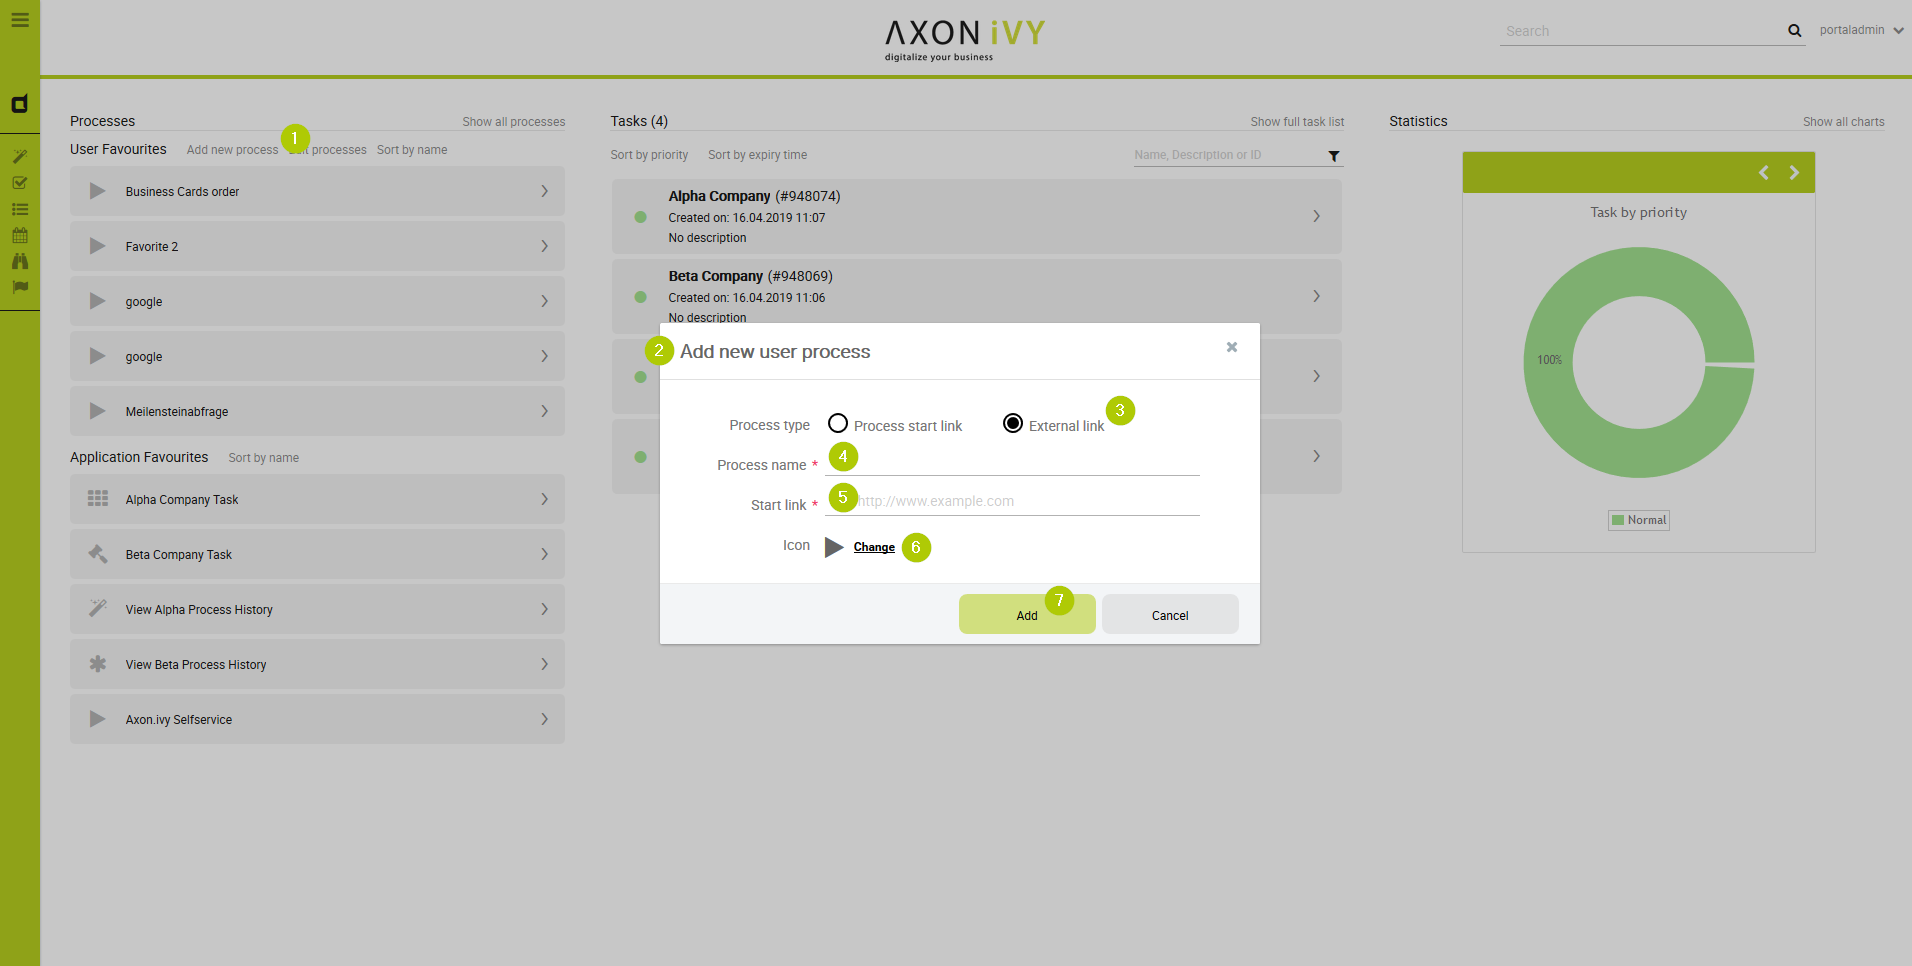 AXON iVY
digitalize your business
Search
portaladmin
Processes
Show all processes
User Favourites
Add new process
1
processes
Sort by name
Business Cards order
Favorite 2
google
google
Meilensteinabfrage
Application Favourites
Sort by name
Alpha Company Task
Beta Company Task
View Alpha Process History
View Beta Process History
Axon.ivy Selfservice
Tasks (4)
Show full task list
Sort by priority
Sort by expiry time
Name, Description or ID
Alpha Company (#948074)
Created on: 16.04.2019 11:07
No description
Beta Company (#948069)
Created on: 16.04.2019 11:06
No description
2
Add new user process
Process type
Process start link
External link
3
Process name *
4
Start link *
5
http://www.example.com
Icon
Change
6
7
Add
Cancel
Statistics
Show all charts
Task by priority
100%
Normal